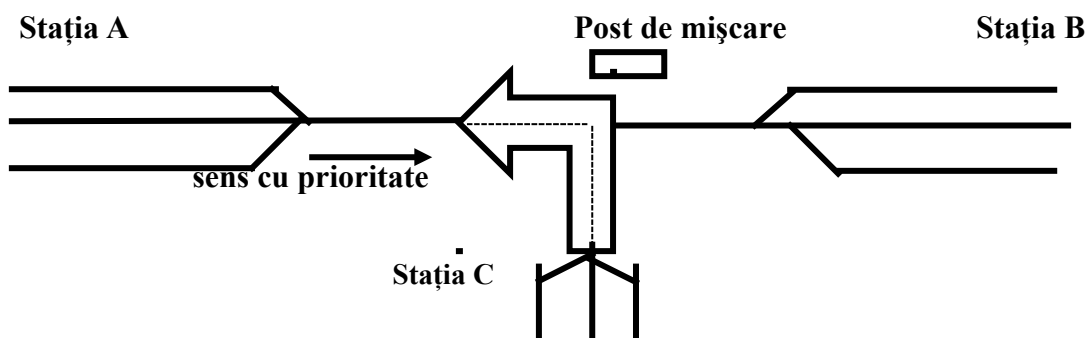 Stația A
Post de mişcare
Stația B
sens cu prioritate
Stația C